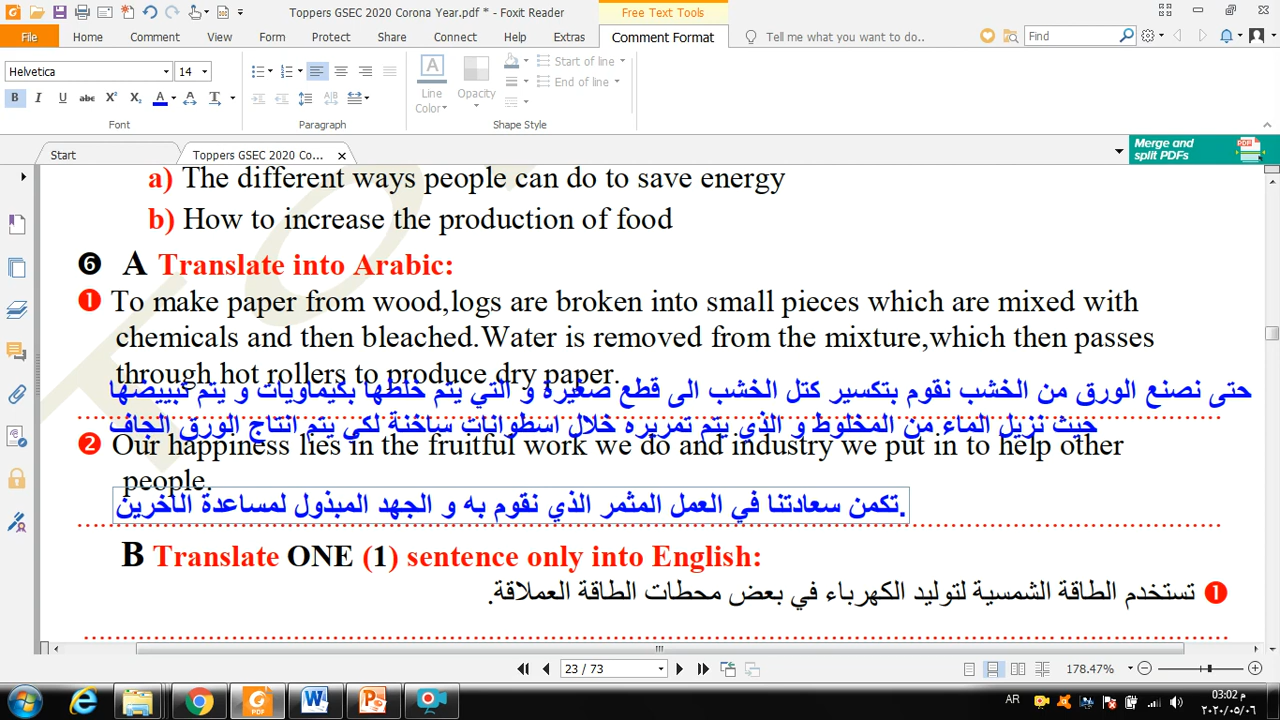 Toppers GSEC 2020 Corona Year.pdf * - Foxit Reader
Free Text Tools
File Home Comment View Form Protect Share Connect Help Extras Comment Format Tell me what you want to do.. Find
Helvetica 14
Line Color
Opacity
Start of line
End of line
Font Paragraph Shape Style
Start
Toppers GSEC 2020 Co...
Merge and split PDFs
a) The different ways people can do to save energy
b) How to increase the production of food
❻ A Translate into Arabic:
❶ To make paper from wood,logs are broken into small pieces which are mixed with
chemicals and then bleached.Water is removed from the mixture,which then passes
through hot rollers to produce dry paper.
حتى نصنع الورق من الخشب نقوم بتكسير كتل الخشب الى قطع صغيرة و التي يتم خلطها بكيماويات و يتم تبييضها
حيث نزيل الماء من المخلوط و الذي يتم تمريره خلال اسطوانات ساخنة لكي يتم انتاج الورق الجاف
❷ Our happiness lies in the fruitful work we do and industry we put in to help other
people.
تكمن سعادتنا في العمل المثمر الذي نقوم به و الجهد المبذول لمساعدة الآخرين.
B Translate ONE (1) sentence only into English:
❶ تستخدم الطاقة الشمسية لتوليد الكهرباء في بعض محطات الطاقة العملاقة.
23 / 73
178.47%
AR
03:02 م
٢٠٢٠/٠٥/٠٦